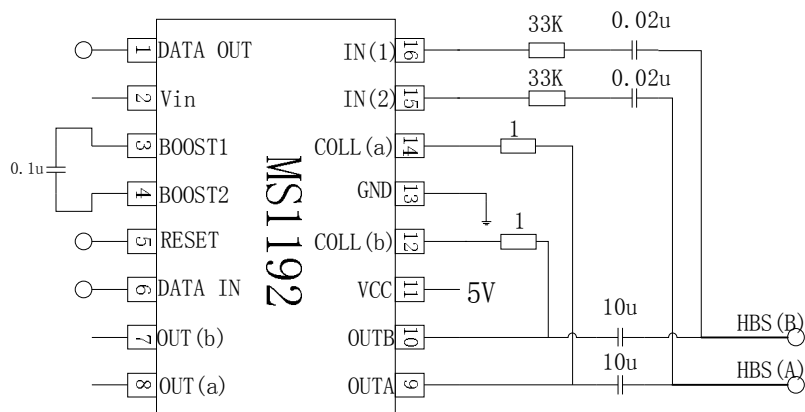 33K 0.02u
1 DATA OUT IN(1) 16
33K 0.02u
2 Vin IN(2) 15
1
3 BOOST1 COLL(a) 14
0.1u
MS1192
4 BOOST2 GND 13
1
5 RESET COLL(b) 12
6 DATA IN VCC 11 5V
10u HBS(B)
7 OUT(b) OUTB 10
10u HBS(A)
8 OUT(a) OUTA 9